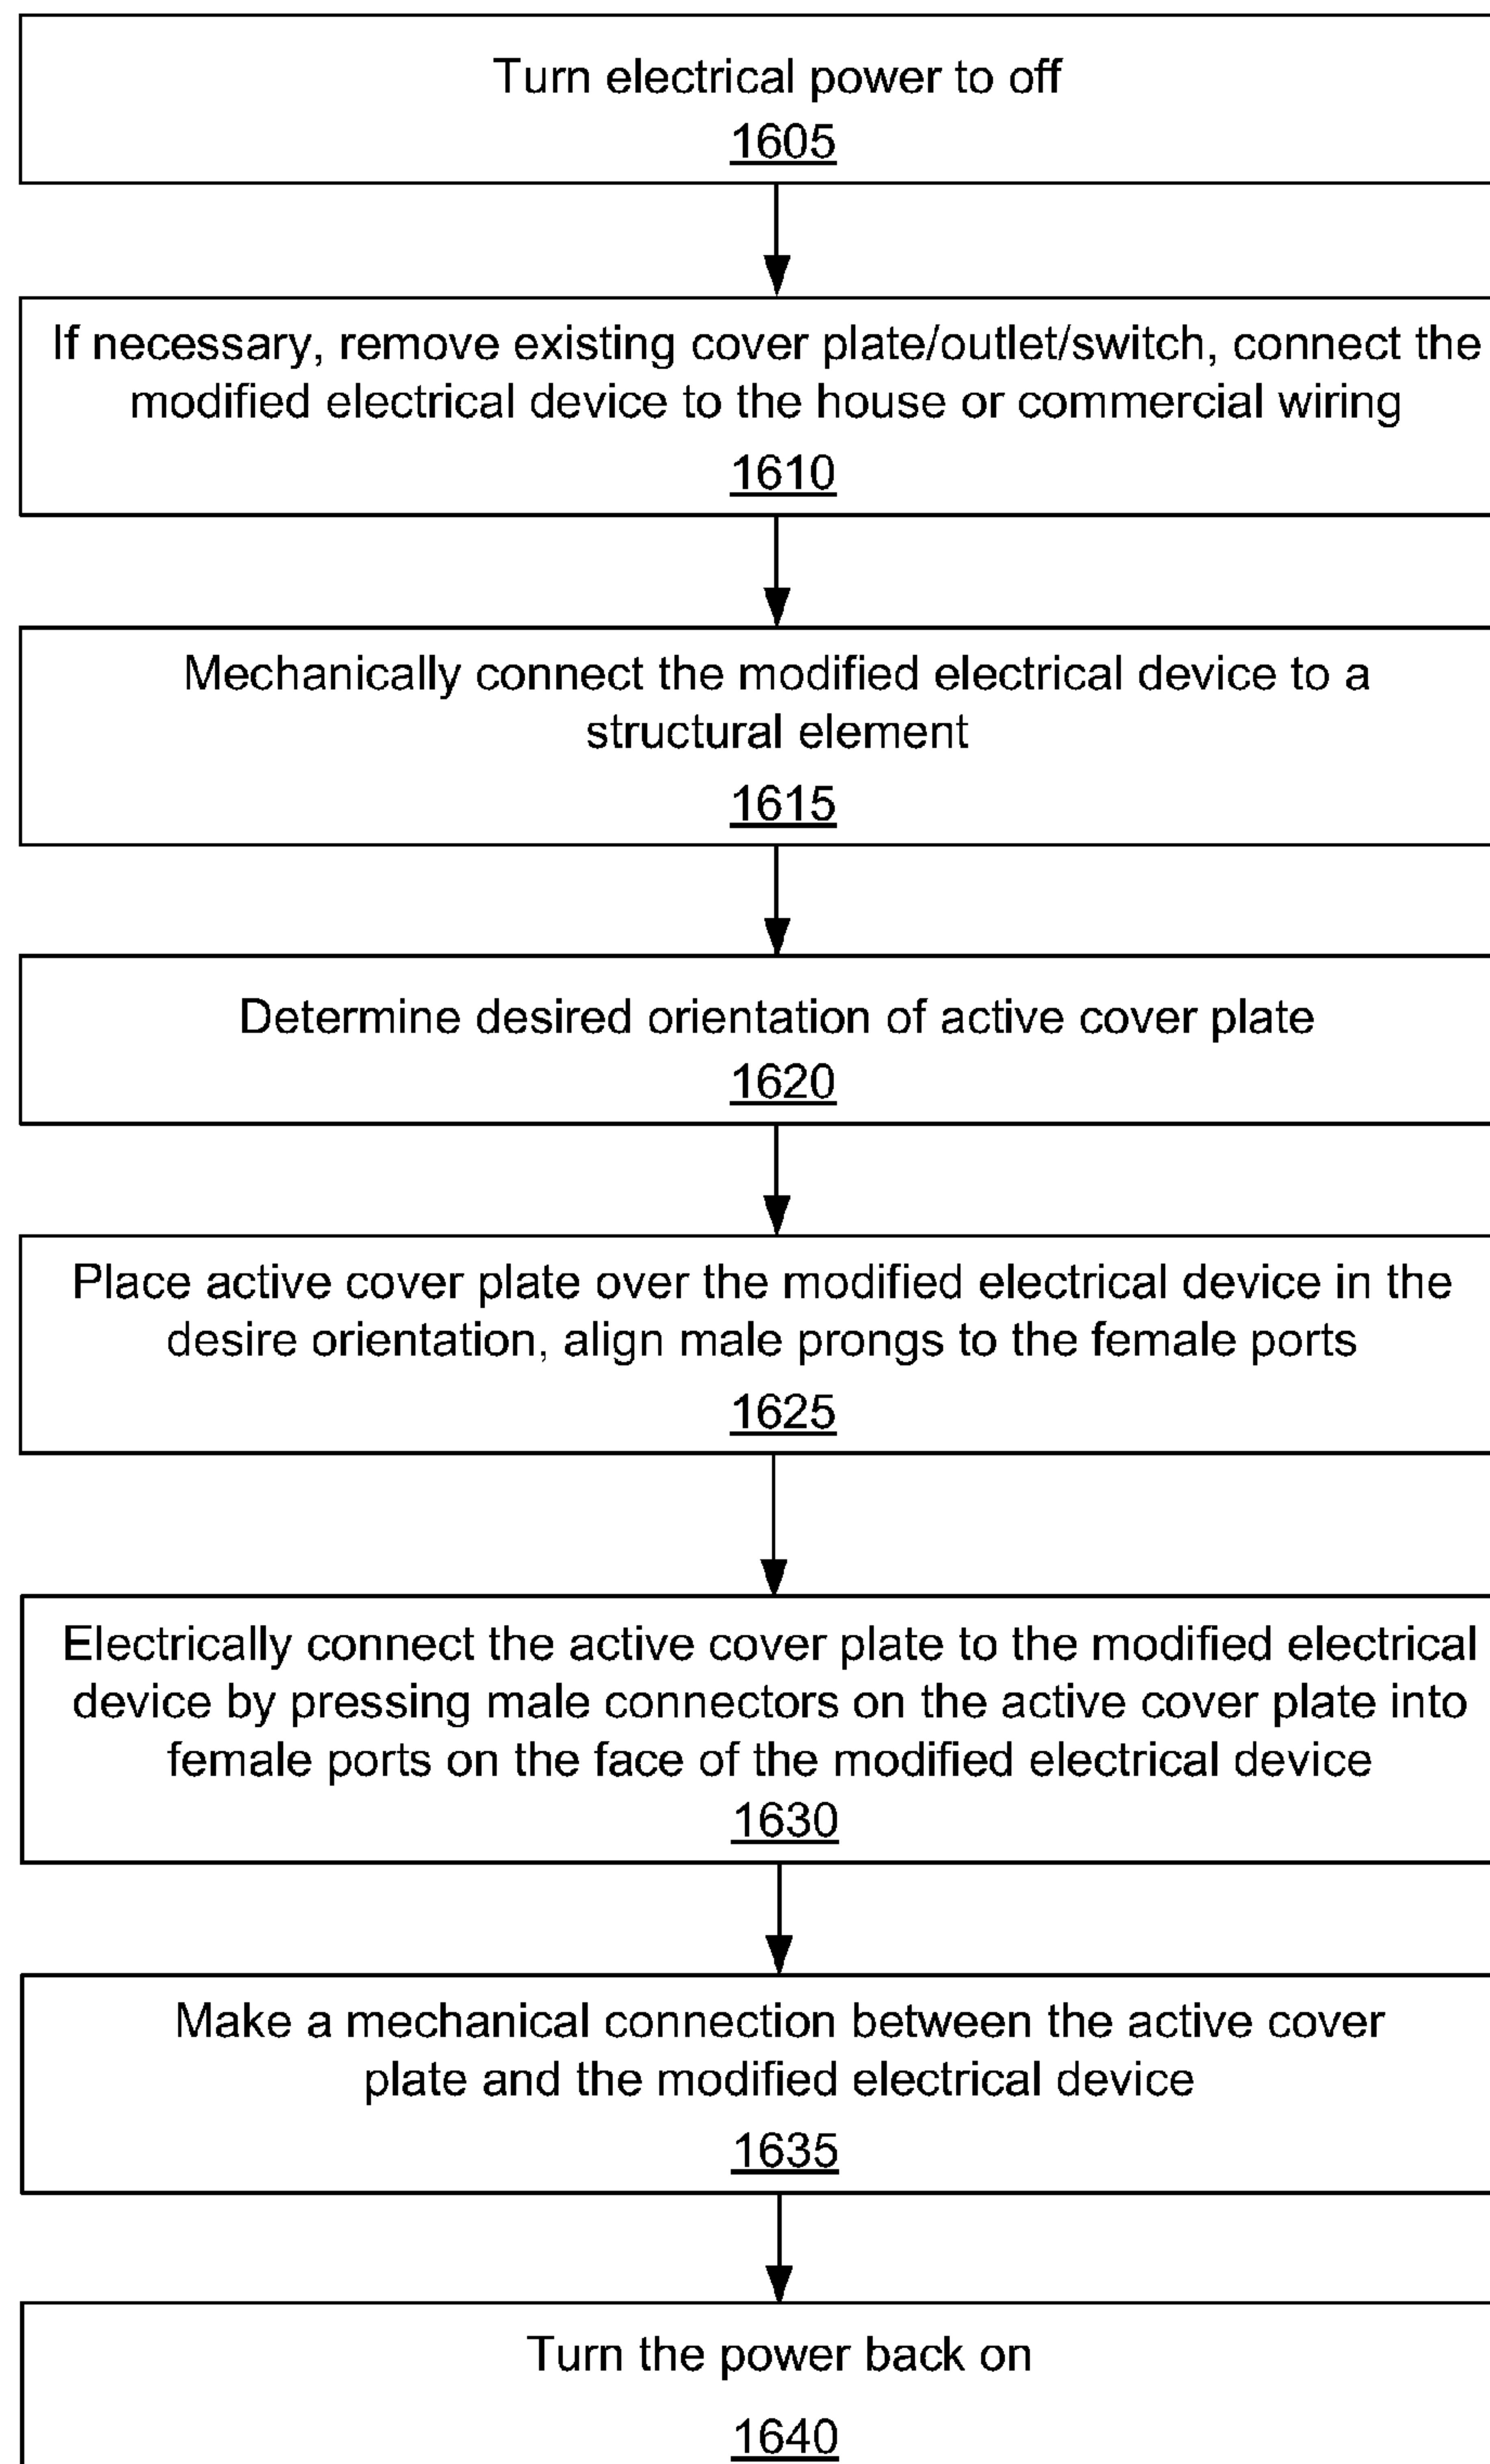 Turn electrical power to off
1605
If necessary, remove existing cover plate/outlet/switch, connect the
modified electrical device to the house or commercial wiring
1610
Mechanically connect the modified electrical device to a
structural element
1615
Determine desired orientation of active cover plate
1620
Place active cover plate over the modified electrical device in the
desire orientation, align male prongs to the female ports
1625
Electrically connect the active cover plate to the modified electrical
device by pressing male connectors on the active cover plate into
female ports on the face of the modified electrical device
1630
Make a mechanical connection between the active cover
plate and the modified electrical device
1635
Turn the power back on
1640